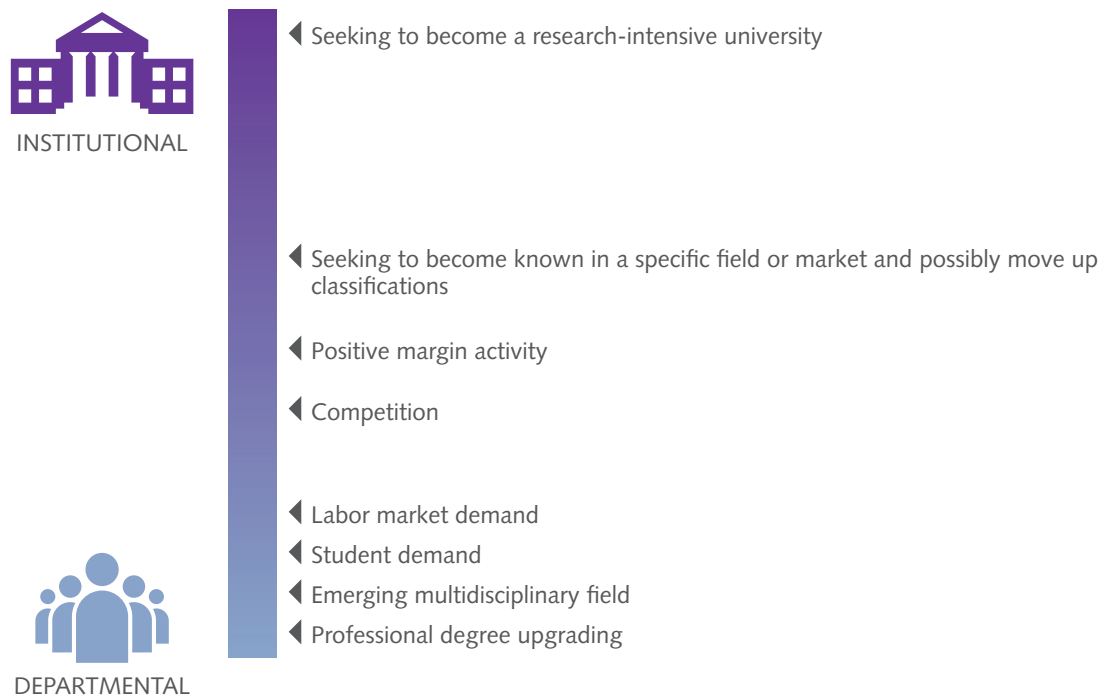 INSTITUTIONAL
Seeking to become a research-intensive university
Seeking to become known in a specific field or market and possibly move up
classifications
Positive margin activity
Competition
Labor market demand
Student demand
Emerging multidisciplinary field
Professional degree upgrading
DEPARTMENTAL